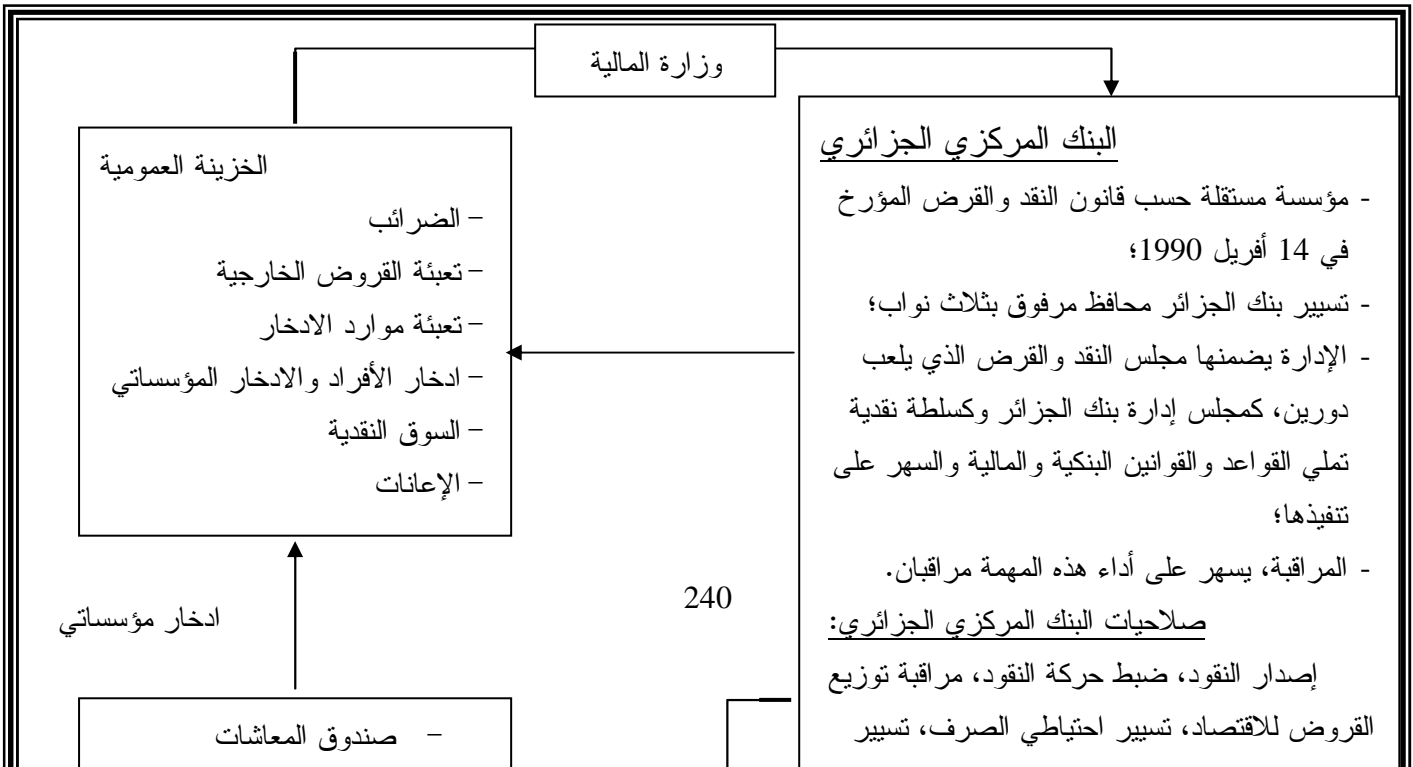 وزارة المالية
البنك المركزي الجزائري
- مؤسسة مستقلة حسب قانون النقد والقرض المؤرخ
في 14 أفريل 1990؛
- تسيير بنك الجزائر محافظ مرفوق بثلاث نواب؛
- الإدارة يضمنها مجلس النقد والقرض الذي يلعب
دورين، كمجلس إدارة بنك الجزائر وكسلطة نقدية
تملي القواعد والقوانين البنكية والمالية والسهر على
تنفيذها؛
- المراقبة، يسهر على أداء هذه المهمة مراقبان.
صلاحيات البنك المركزي الجزائري:
إصدار النقود، ضبط حركة النقود، مراقبة توزيع
القروض للاقتصاد، تسيير احتياطي الصرف، تسيير
الخزينة العمومية
- الضرائب
- تعبئة القروض الخارجية
- تعبئة موارد الادخار
- ادخار الأفراد والادخار المؤسساتي
- السوق النقدية
- الإعانات
240
ادخار مؤسساتي
- صندوق المعاشات